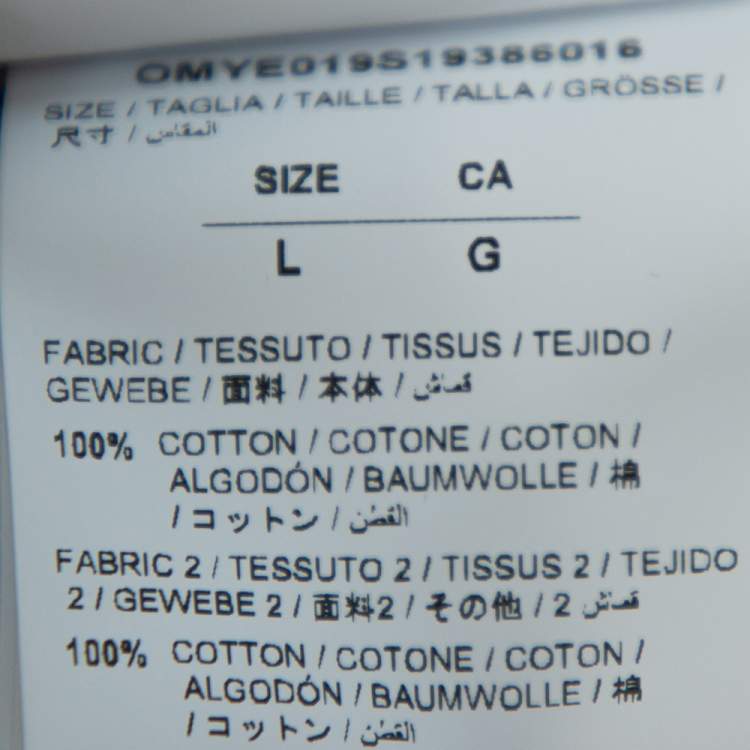 OMYE019S19386016
SIZE / TAGLIA / TAILLE / TALLA / GRÖSSE /
尺寸 / المقاس
SIZE CA
L G
FABRIC / TESSUTO / TISSUS / TEJIDO /
GEWEBE / 面料 / 本体 / قماش
100% COTTON / COTONE / COTON /
ALGODÓN / BAUMWOLLE / 棉
/ コットン / القطن
FABRIC 2 / TESSUTO 2 / TISSUS 2 / TEJIDO
2 / GEWEBE 2 / 面料2 / その他 / 2 قماش
100% COTTON / COTONE / COTON /
ALGODÓN / BAUMWOLLE / 棉
/ コットン / القطن